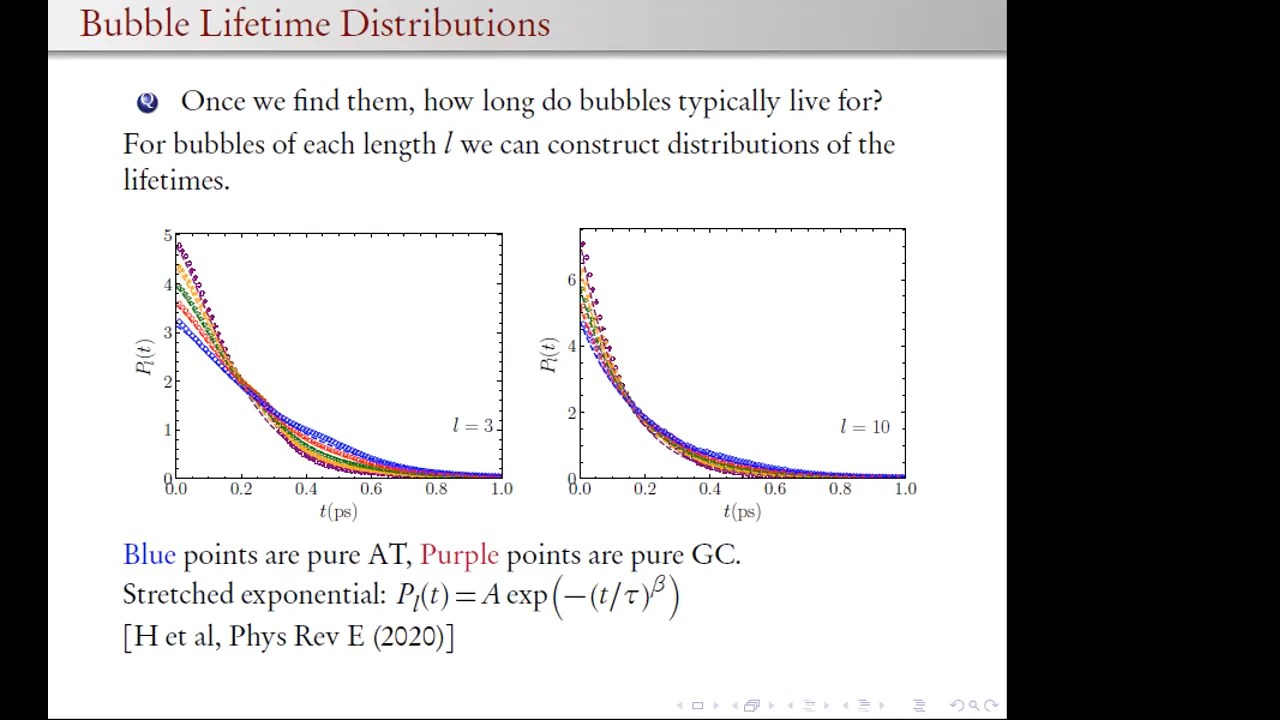 Bubble Lifetime Distributions
Q Once we find them, how long do bubbles typically live for?
For bubbles of each length l we can construct distributions of the
lifetimes.
5
4
3
2
1
0
P_l(t)
l = 3
0.0 0.2 0.4 0.6 0.8 1.0
t(ps)
6
4
2
0
P_l(t)
l = 10
0.0 0.2 0.4 0.6 0.8 1.0
t(ps)
Blue points are pure AT, Purple points are pure GC.
Stretched exponential: P_l(t) = A exp(−(t/τ)^β)
[H et al, Phys Rev E (2020)]